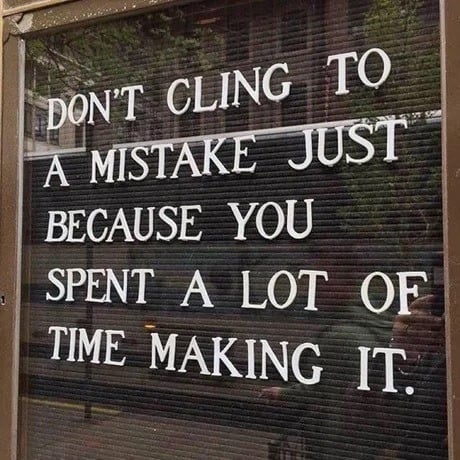 DON'T CLING TO
A MISTAKE JUST
BECAUSE YOU
SPENT A LOT OF
TIME MAKING IT.